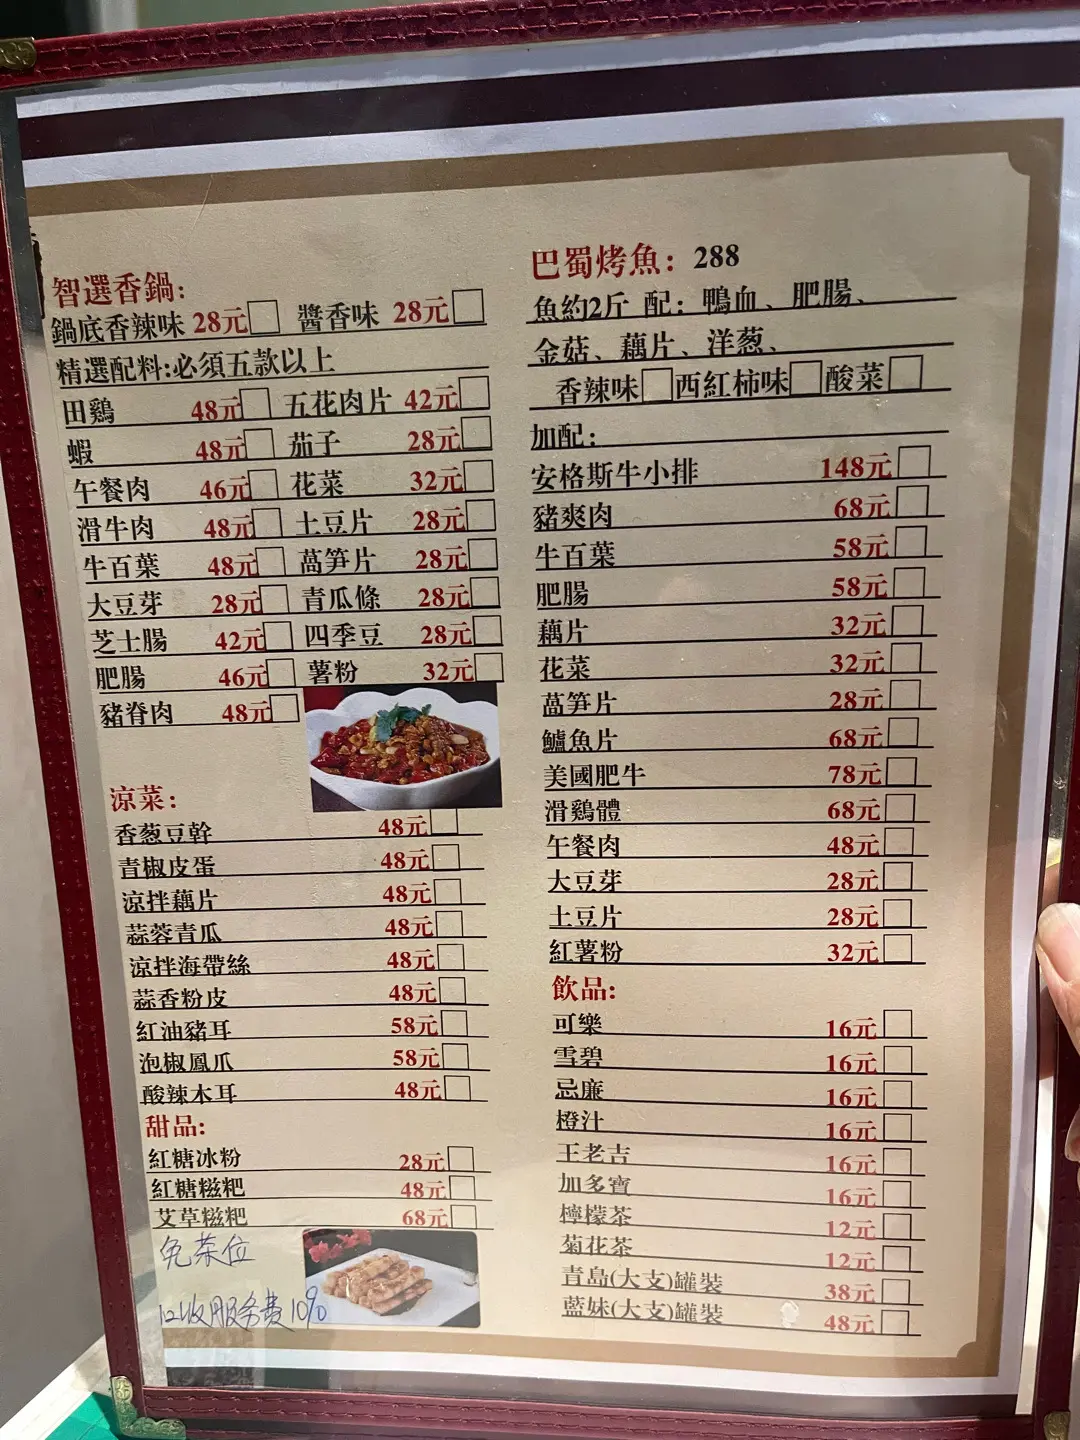 智選香鍋:
鍋底香辣味 28元 醬香味 28元
精選配料:必須五款以上
田鷄 48元 五花肉片 42元
蝦 48元 茄子 28元
午餐肉 46元 花菜 32元
滑牛肉 48元 土豆片 28元
牛百葉 48元 萵笋片 28元
大豆芽 28元 青瓜條 28元
芝士腸 42元 四季豆 28元
肥腸 46元 薯粉 32元
豬脊肉 48元
凉菜:
香葱豆幹 48元
青椒皮蛋 48元
凉拌藕片 48元
蒜蓉青瓜 48元
凉拌海帶絲 48元
蒜香粉皮 48元
紅油豬耳 58元
泡椒鳳爪 58元
酸辣木耳 48元
甜品:
紅糖冰粉 28元
紅糖糍粑 48元
艾草糍粑 68元
免茶位
收服务费10%
巴蜀烤魚: 288
魚約2斤 配: 鴨血、肥腸、
金菇、藕片、洋葱、
香辣味 西紅柿味 酸菜
加配:
安格斯牛小排 148元
豬爽肉 68元
牛百葉 58元
肥腸 58元
藕片 32元
花菜 32元
萵笋片 28元
鱸魚片 68元
美國肥牛 78元
滑鷄體 68元
午餐肉 48元
大豆芽 28元
土豆片 28元
紅薯粉 32元
飲品:
可樂 16元
雪碧 16元
忌廉 16元
橙汁 16元
王老吉 16元
加多寶 16元
檸檬茶 12元
菊花茶 12元
青島(大支)罐裝 38元
藍妹(大支)罐裝 48元